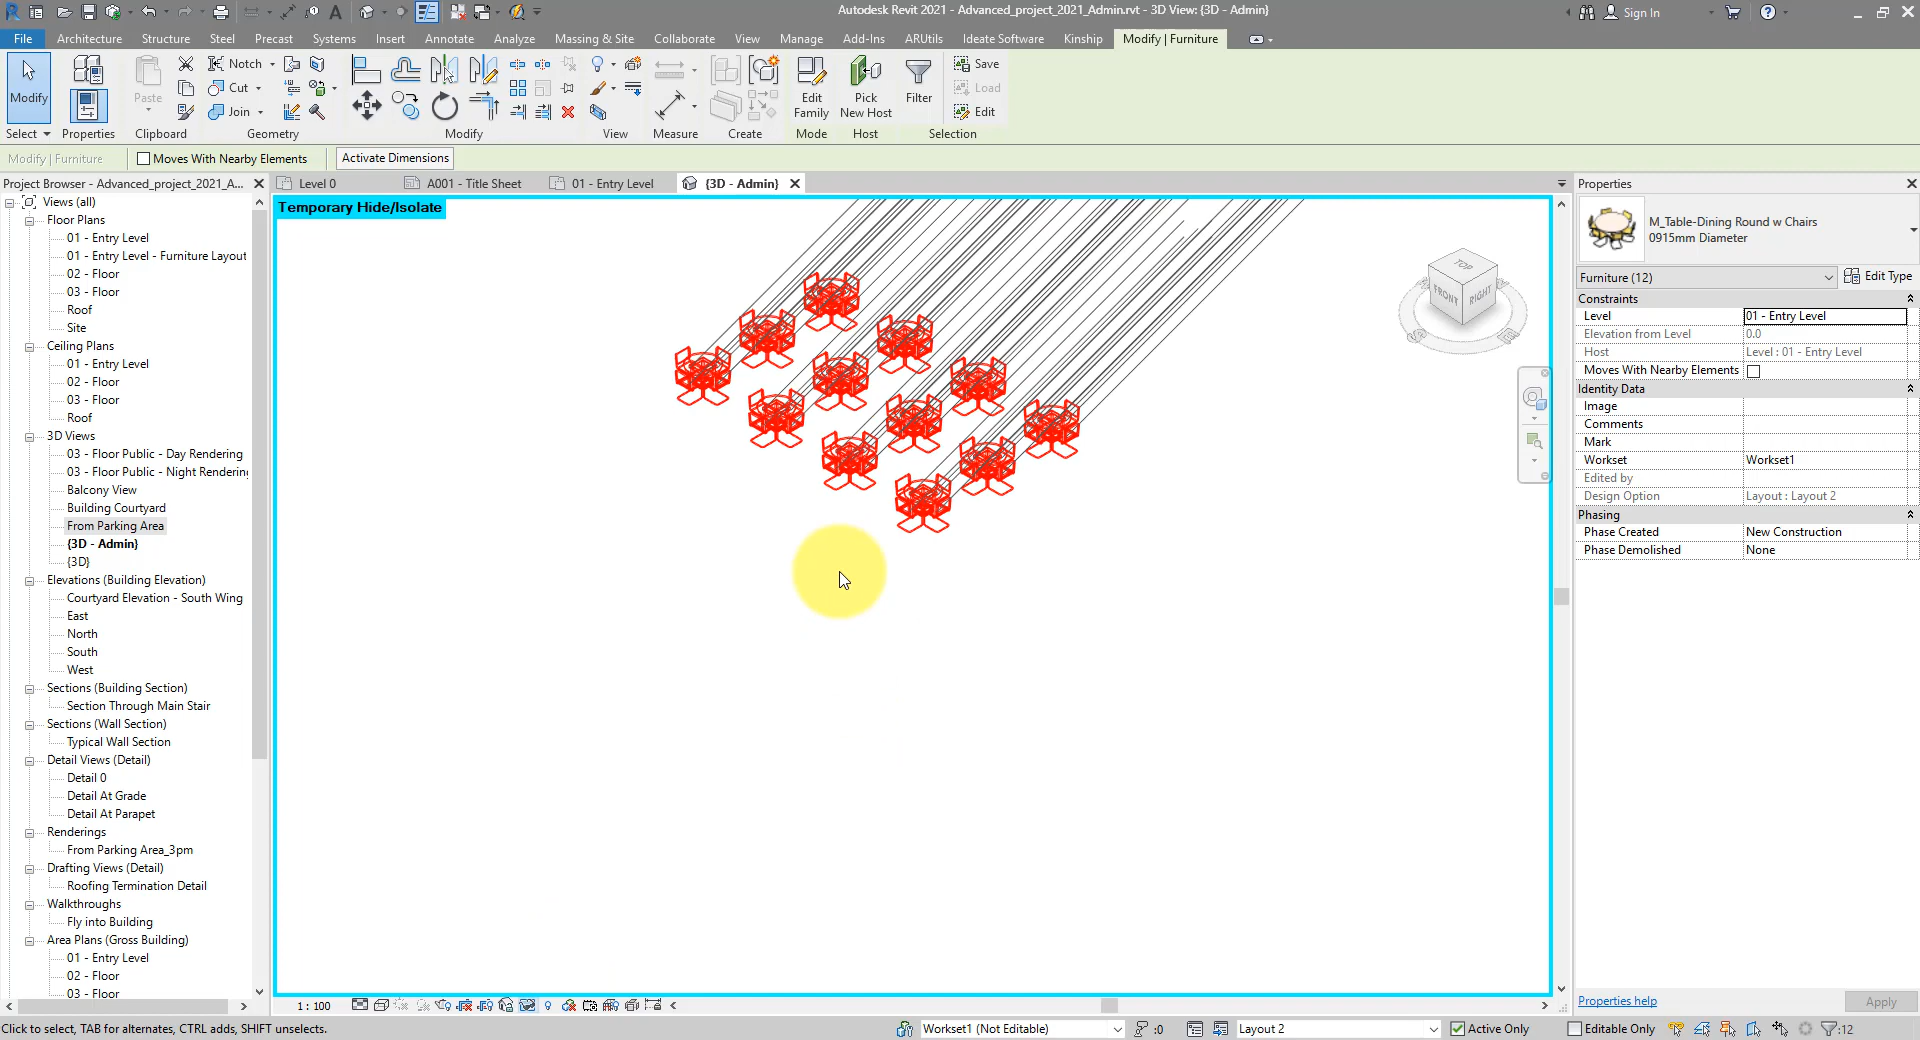 Autodesk Revit 2021 - Advanced_project_2021_Admin.rvt - 3D View: {3D - Admin}
Sign In
File
Architecture
Structure
Steel
Precast
Systems
Insert
Annotate
Analyze
Massing & Site
Collaborate
View
Manage
Add-Ins
ARUtils
Ideate Software
Kinship
Modify | Furniture
Modify
Paste
Notch
Cut
Join
Edit Family
Pick New Host
Filter
Save
Load
Edit
Select
Properties
Clipboard
Geometry
Modify
View
Measure
Create
Mode
Host
Selection
Modify | Furniture
Moves With Nearby Elements
Activate Dimensions
Project Browser - Advanced_project_2021_A...
Level 0
A001 - Title Sheet
01 - Entry Level
{3D - Admin}
Views (all)
Floor Plans
01 - Entry Level
01 - Entry Level - Furniture Layout
02 - Floor
03 - Floor
Roof
Site
Ceiling Plans
01 - Entry Level
02 - Floor
03 - Floor
Roof
3D Views
03 - Floor Public - Day Rendering
03 - Floor Public - Night Rendering
Balcony View
Building Courtyard
From Parking Area
{3D - Admin}
{3D}
Elevations (Building Elevation)
Courtyard Elevation - South Wing
East
North
South
West
Sections (Building Section)
Section Through Main Stair
Sections (Wall Section)
Typical Wall Section
Detail Views (Detail)
Detail 0
Detail At Grade
Detail At Parapet
Renderings
From Parking Area_3pm
Drafting Views (Detail)
Roofing Termination Detail
Walkthroughs
Fly into Building
Area Plans (Gross Building)
01 - Entry Level
02 - Floor
03 - Floor
Temporary Hide/Isolate
TOP
FRONT
RIGHT
1 : 100
Properties
M_Table-Dining Round w Chairs
0915mm Diameter
Furniture (12)
Edit Type
Constraints
Level
01 - Entry Level
Elevation from Level
0.0
Host
Level : 01 - Entry Level
Moves With Nearby Elements
Identity Data
Image
Comments
Mark
Workset
Workset1
Edited by
Design Option
Layout : Layout 2
Phasing
Phase Created
New Construction
Phase Demolished
None
Properties help
Apply
Click to select, TAB for alternates, CTRL adds, SHIFT unselects.
Workset1 (Not Editable)
:0
Layout 2
Active Only
Editable Only
:12